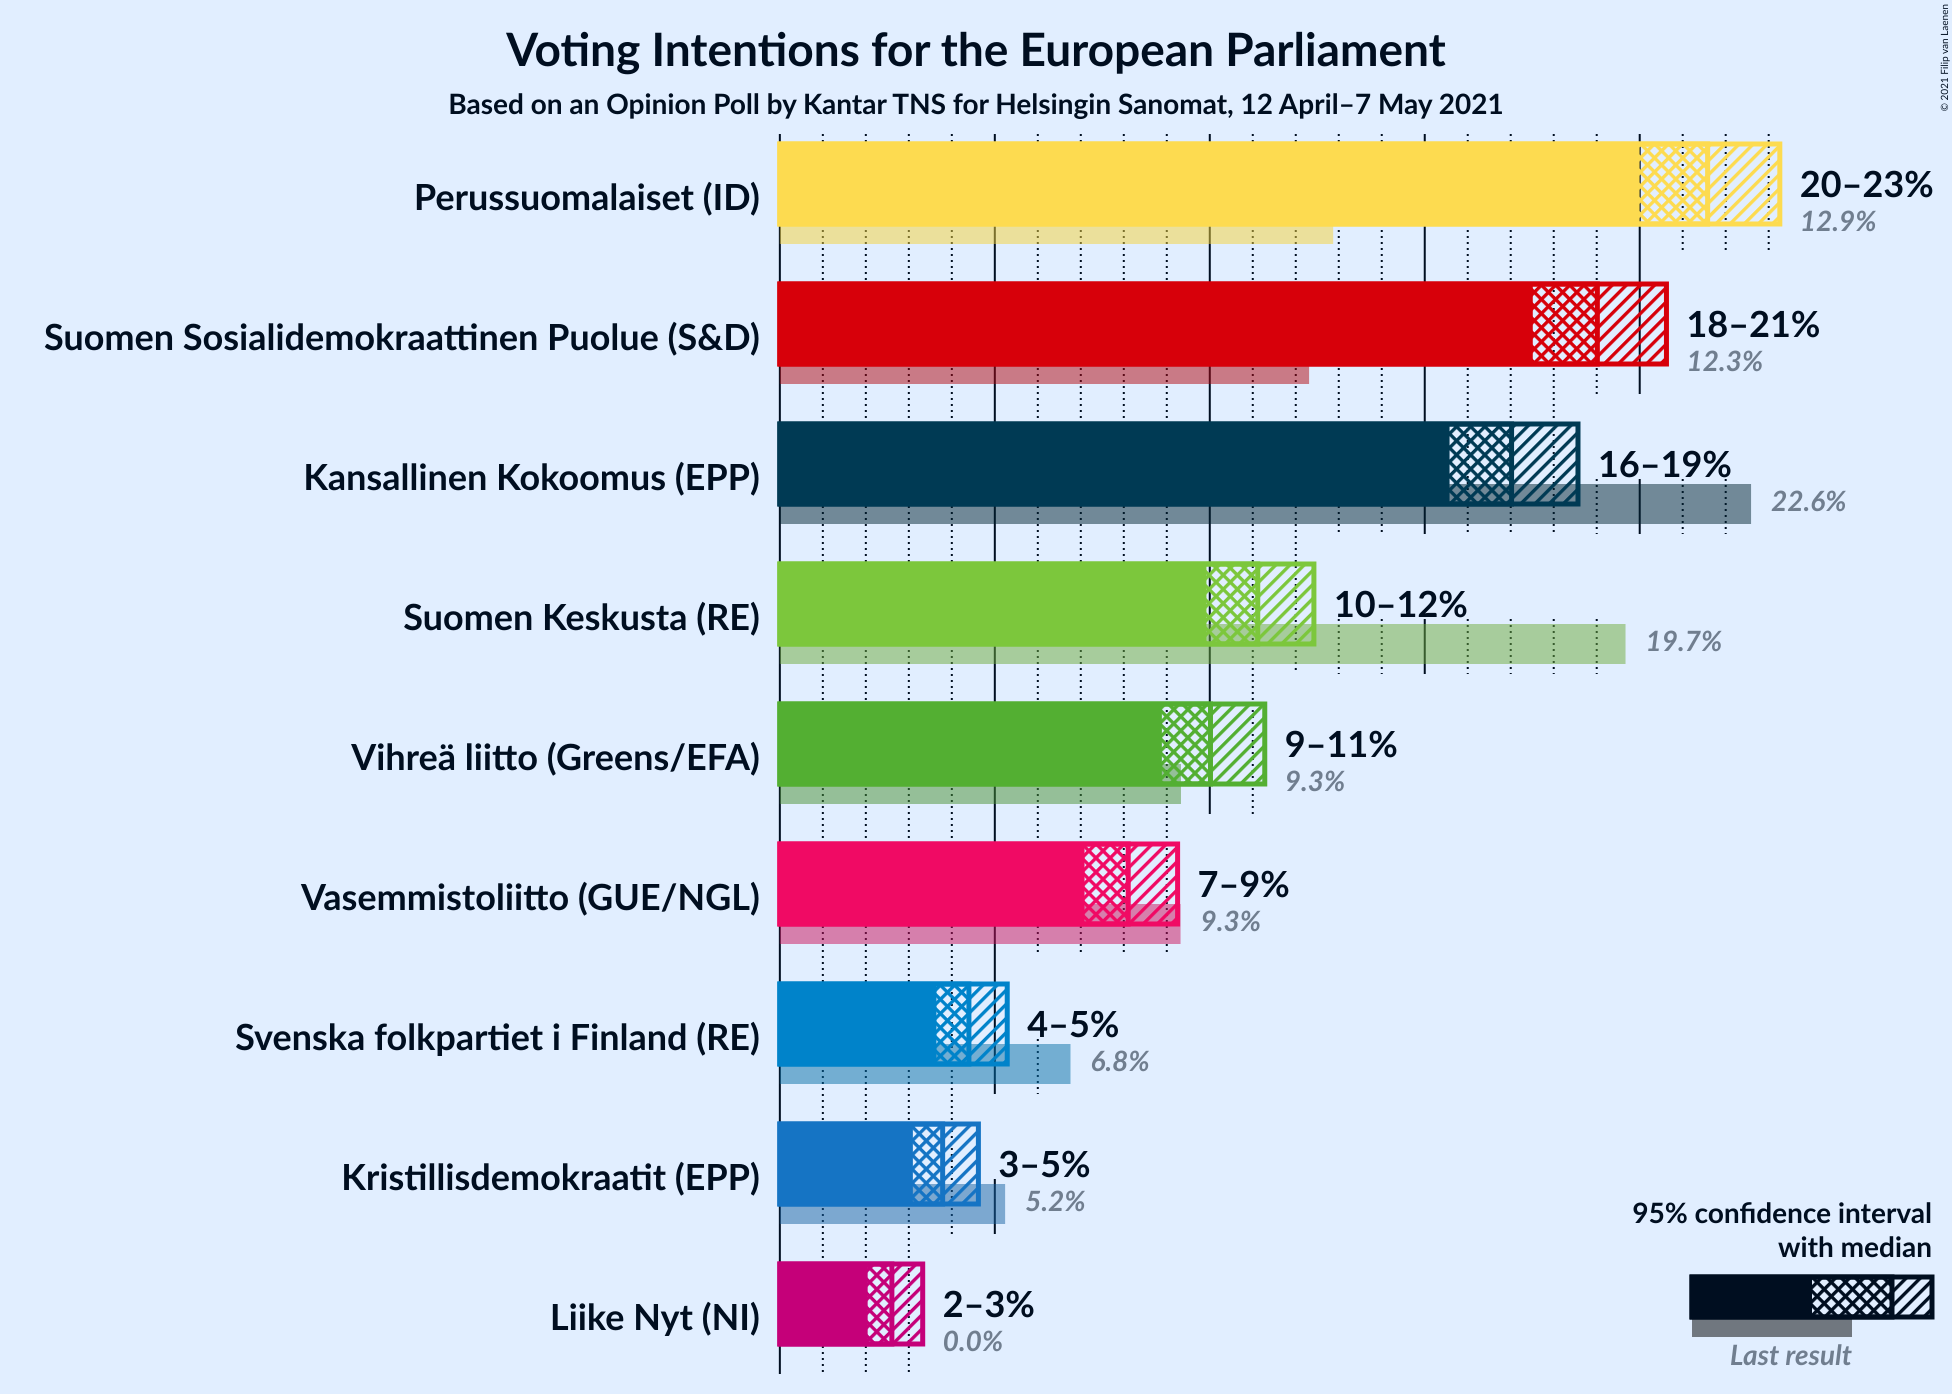 Voting Intentions for the European Parliament
Based on an Opinion Poll by Kantar TNS for Helsingin Sanomat, 12 April–7 May 2021
© 2021 Filip van Laenen
Perussuomalaiset (ID)
20–23%
12.9%
Suomen Sosialidemokraattinen Puolue (S&D)
18–21%
12.3%
Kansallinen Kokoomus (EPP)
16–19%
22.6%
Suomen Keskusta (RE)
10–12%
19.7%
Vihreä liitto (Greens/EFA)
9–11%
9.3%
Vasemmistoliitto (GUE/NGL)
7–9%
9.3%
Svenska folkpartiet i Finland (RE)
4–5%
6.8%
Kristillisdemokraatit (EPP)
3–5%
5.2%
Liike Nyt (NI)
2–3%
0.0%
95% confidence interval
with median
Last result